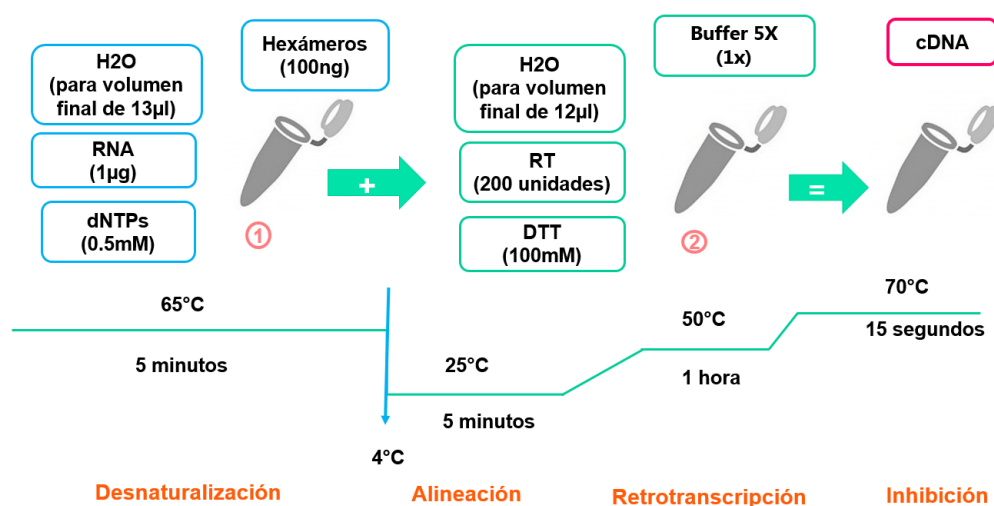 H2O
(para volumen
final de 13µl)
RNA
(1µg)
dNTPs
(0.5mM)
Hexámeros
(100ng)
1
+
H2O
(para volumen
final de 12µl)
RT
(200 unidades)
DTT
(100mM)
Buffer 5X
(1x)
2
=
cDNA
65°C
5 minutos
4°C
25°C
5 minutos
50°C
1 hora
70°C
15 segundos
Desnaturalización
Alineación
Retrotranscripción
Inhibición